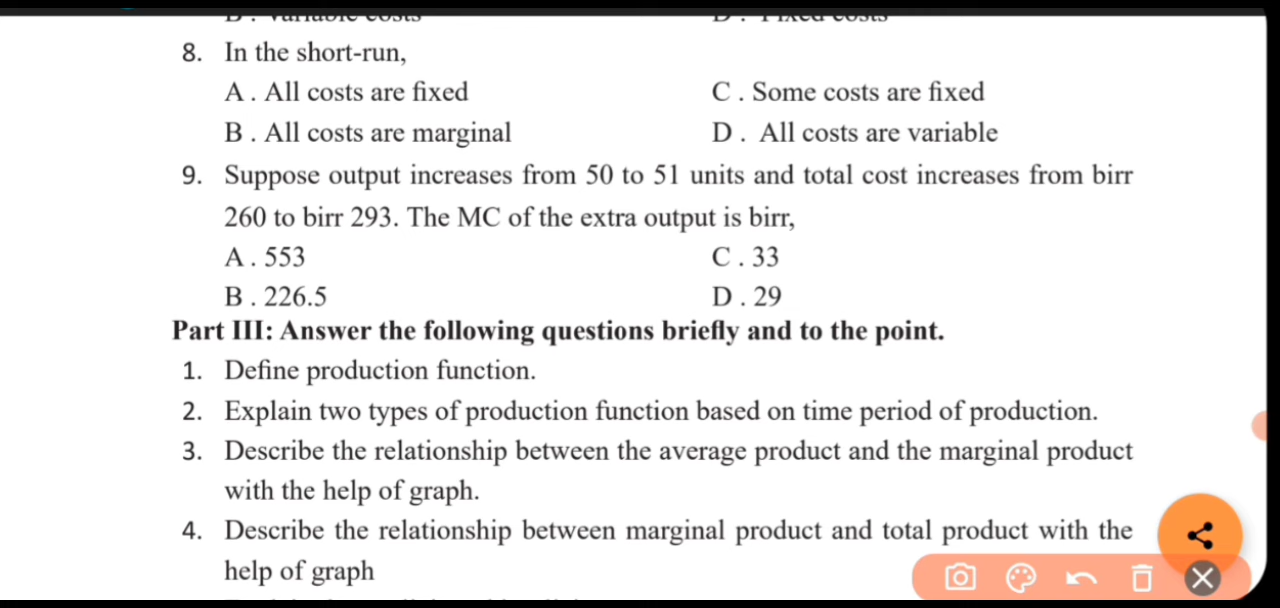 8. In the short-run,
A . All costs are fixed
C . Some costs are fixed
B . All costs are marginal
D . All costs are variable
9. Suppose output increases from 50 to 51 units and total cost increases from birr
260 to birr 293. The MC of the extra output is birr,
A . 553
C . 33
B . 226.5
D . 29
Part III: Answer the following questions briefly and to the point.
1. Define production function.
2. Explain two types of production function based on time period of production.
3. Describe the relationship between the average product and the marginal product
with the help of graph.
4. Describe the relationship between marginal product and total product with the
help of graph